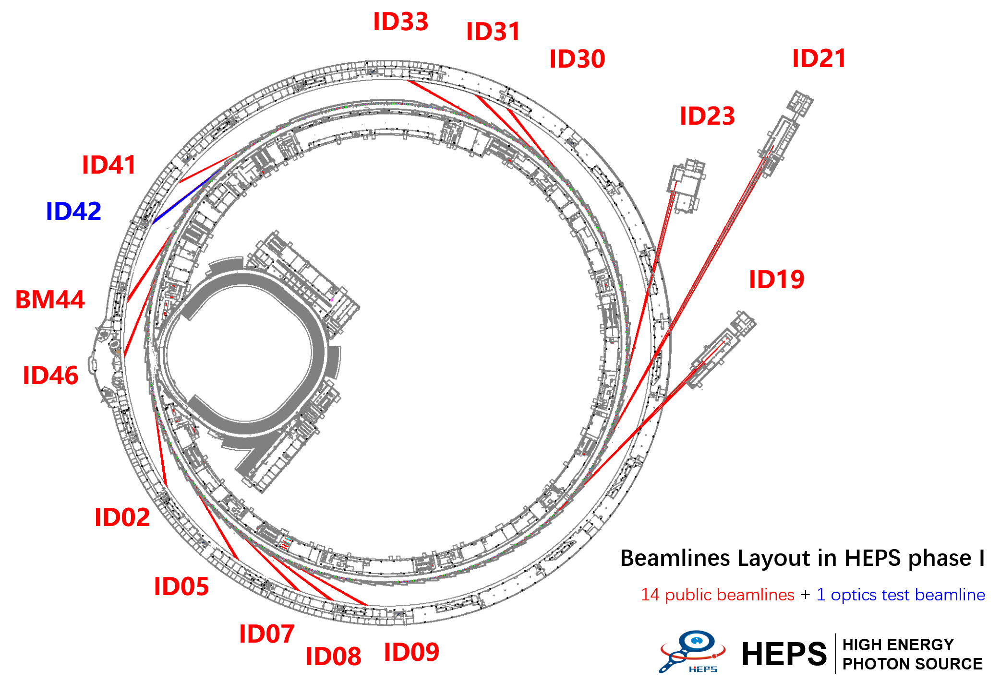 ID33
ID31
ID30
ID21
ID23
ID41
ID42
ID19
BM44
ID46
ID02
ID05
ID07
ID08
ID09
Beamlines Layout in HEPS phase I
14 public beamlines + 1 optics test beamline
HEPS
HEPS
HIGH ENERGY
PHOTON SOURCE